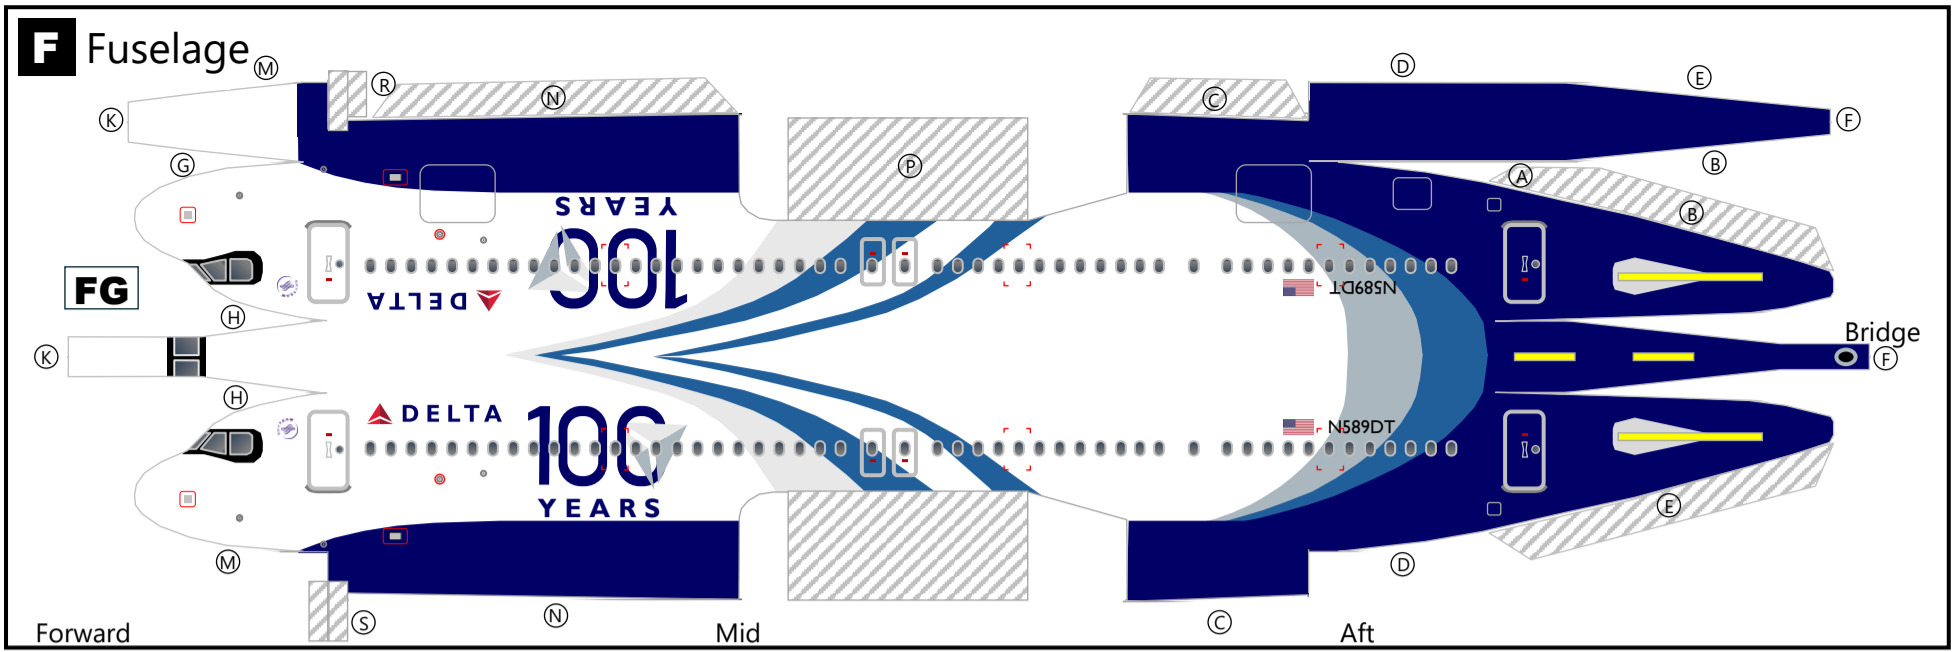 F Fuselage
M
R
N
C
D
E
K
F
G
P
A
B
B
YEARS
100
DELTA
N589DT
FG
H
Bridge
K
F
H
DELTA
100
N589DT
YEARS
E
M
D
S
N
C
Forward
Mid
Aft